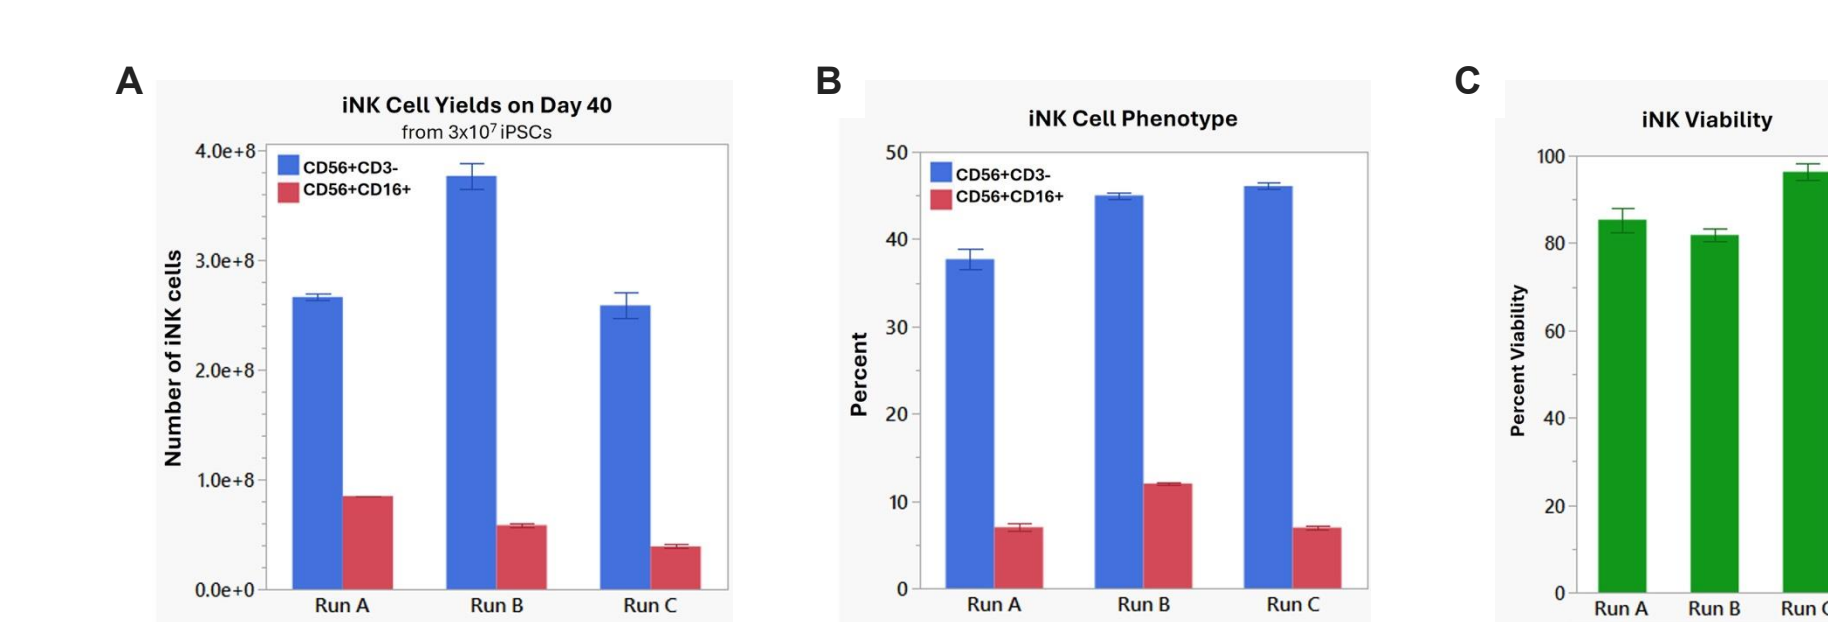 A
iNK Cell Yields on Day 40
from 3x10⁷ iPSCs
Number of iNK cells
4.0e+8
3.0e+8
2.0e+8
1.0e+8
0.0e+0
CD56+CD3-
CD56+CD16+
Run A
Run B
Run C
B
iNK Cell Phenotype
Percent
50
40
30
20
10
0
CD56+CD3-
CD56+CD16+
Run A
Run B
Run C
C
iNK Viability
Percent Viability
100
80
60
40
20
0
Run A
Run B
Run